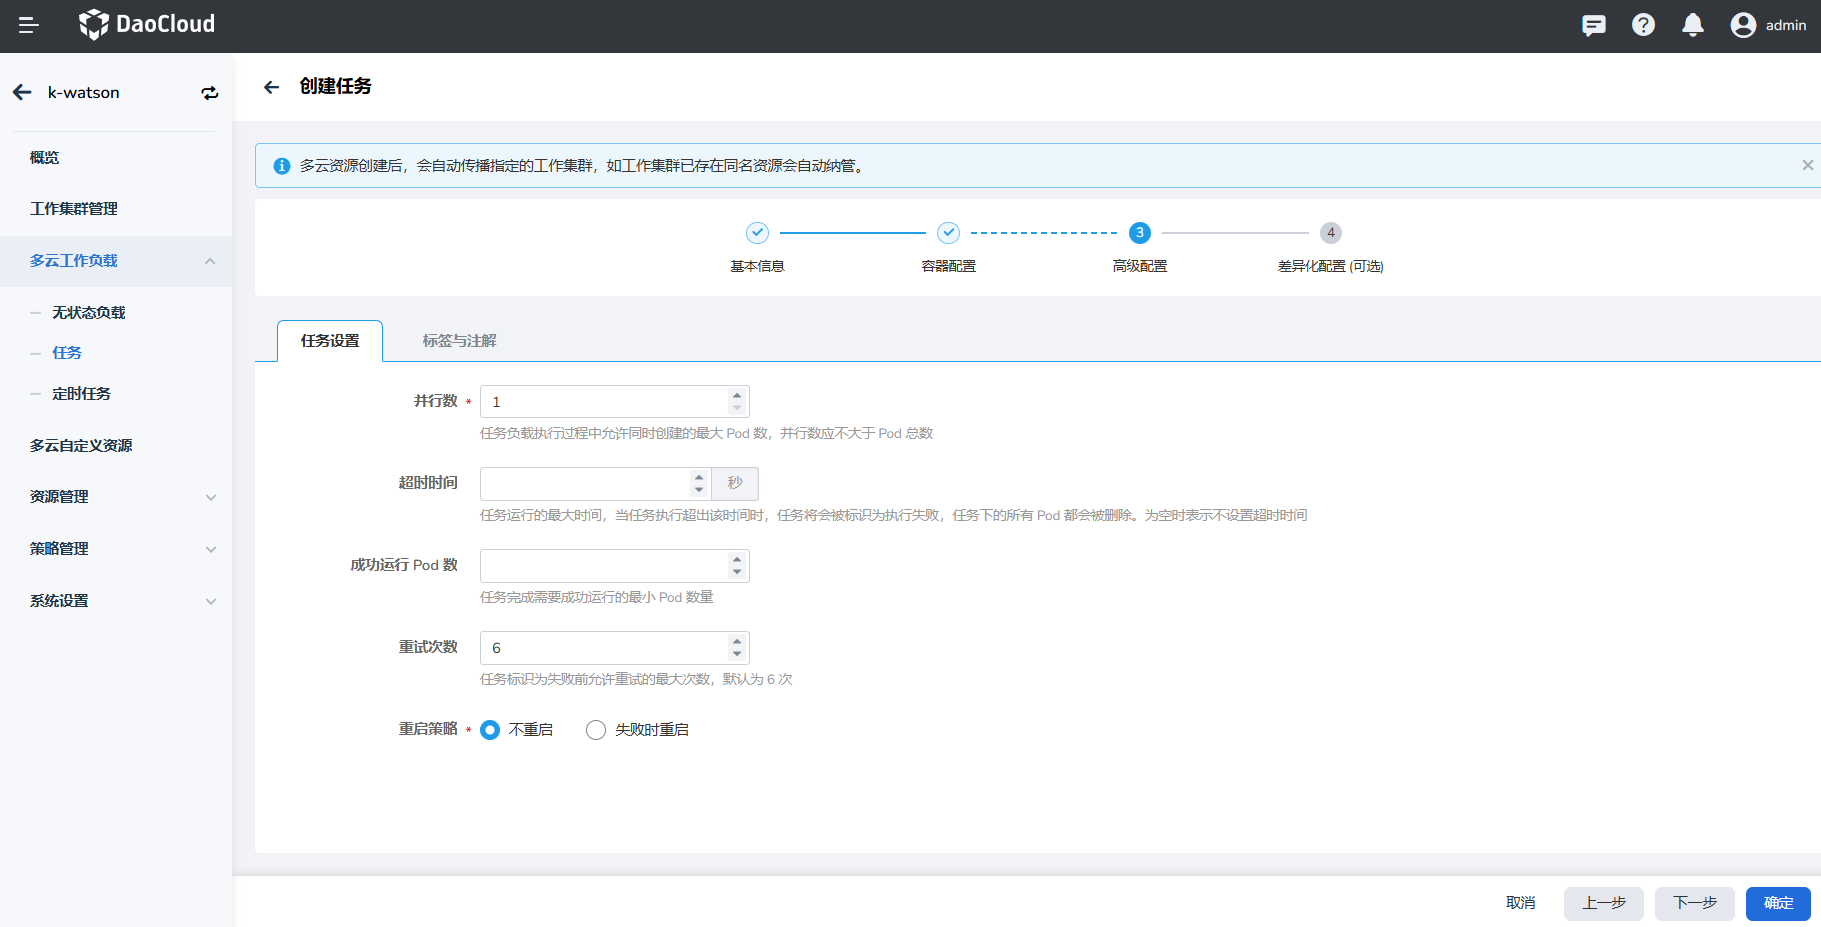 DaoCloud
admin
k-watson
概览
工作集群管理
多云工作负载
无状态负载
任务
定时任务
多云自定义资源
资源管理
策略管理
系统设置
创建任务
多云资源创建后，会自动传播指定的工作集群，如工作集群已存在同名资源会自动纳管。
3
4
基本信息
容器配置
高级配置
差异化配置 (可选)
任务设置
标签与注解
并行数 *
1
任务负载执行过程中允许同时创建的最大 Pod 数，并行数应不大于 Pod 总数
超时时间
秒
任务运行的最大时间，当任务执行超出该时间时，任务将会被标识为执行失败，任务下的所有 Pod 都会被删除。为空时表示不设置超时时间
成功运行 Pod 数
任务完成需要成功运行的最小 Pod 数量
重试次数
6
任务标识为失败前允许重试的最大次数，默认为 6 次
重启策略 *
不重启
失败时重启
取消
上一步
下一步
确定